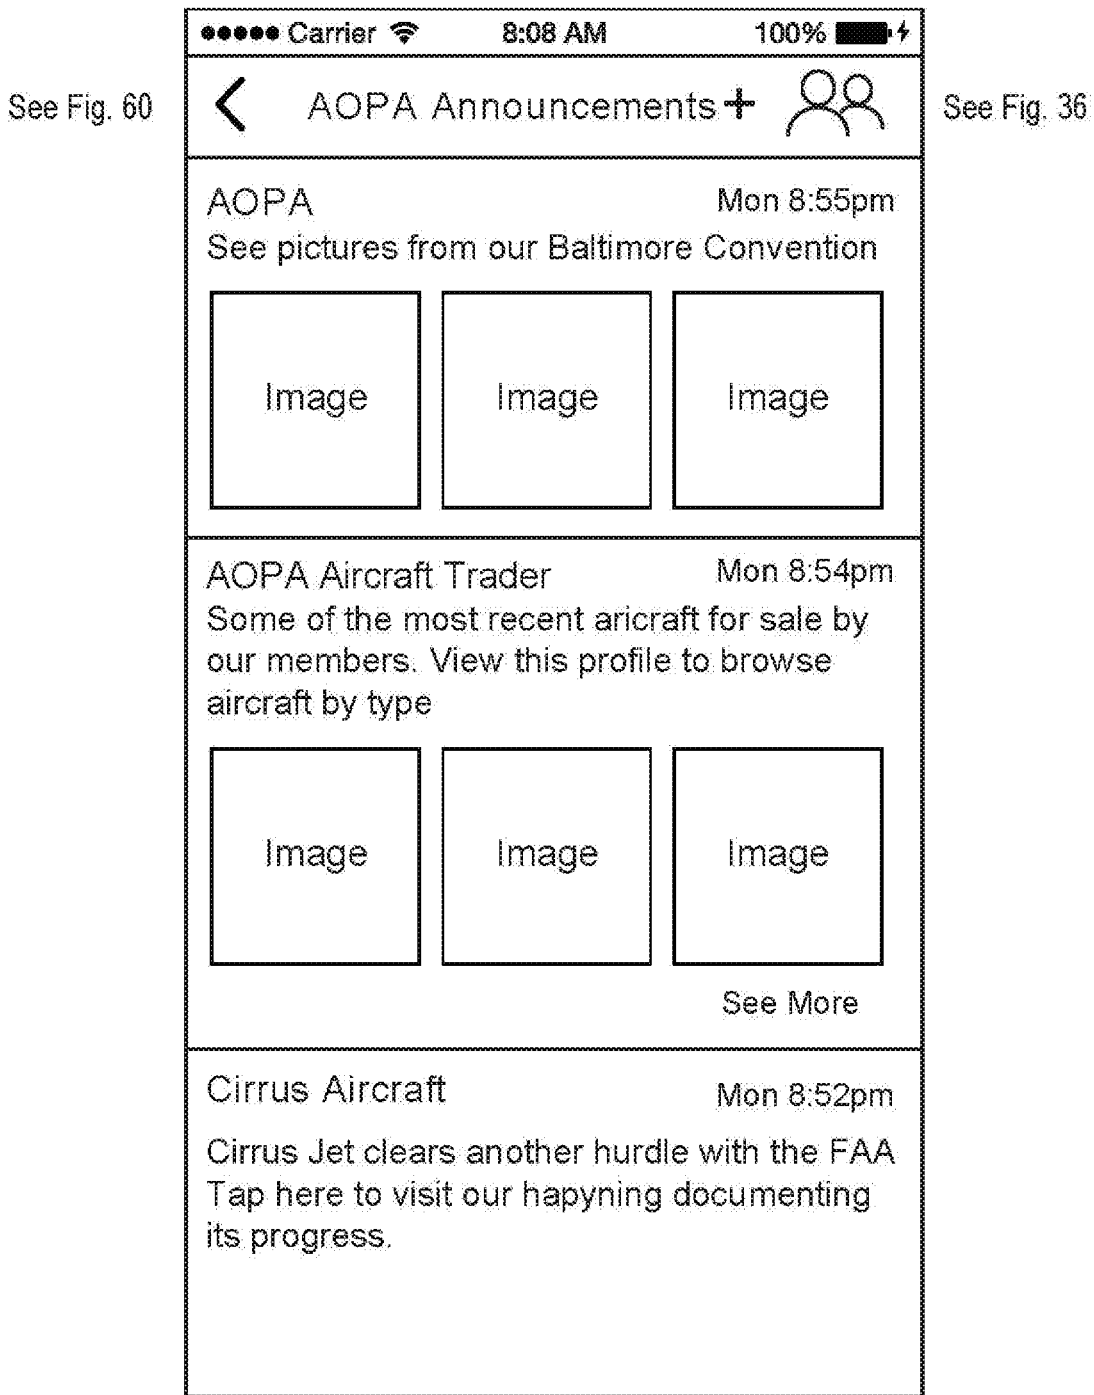 Carrier 8:08 AM 100%
See Fig. 60 AOPA Announcements + See Fig. 36
AOPA Mon 8:55pm
See pictures from our Baltimore Convention
Image Image Image
AOPA Aircraft Trader Mon 8:54pm
Some of the most recent aricraft for sale by
our members. View this profile to browse
aircraft by type
Image Image Image
See More
Cirrus Aircraft Mon 8:52pm
Cirrus Jet clears another hurdle with the FAA
Tap here to visit our hapyning documenting
its progress.